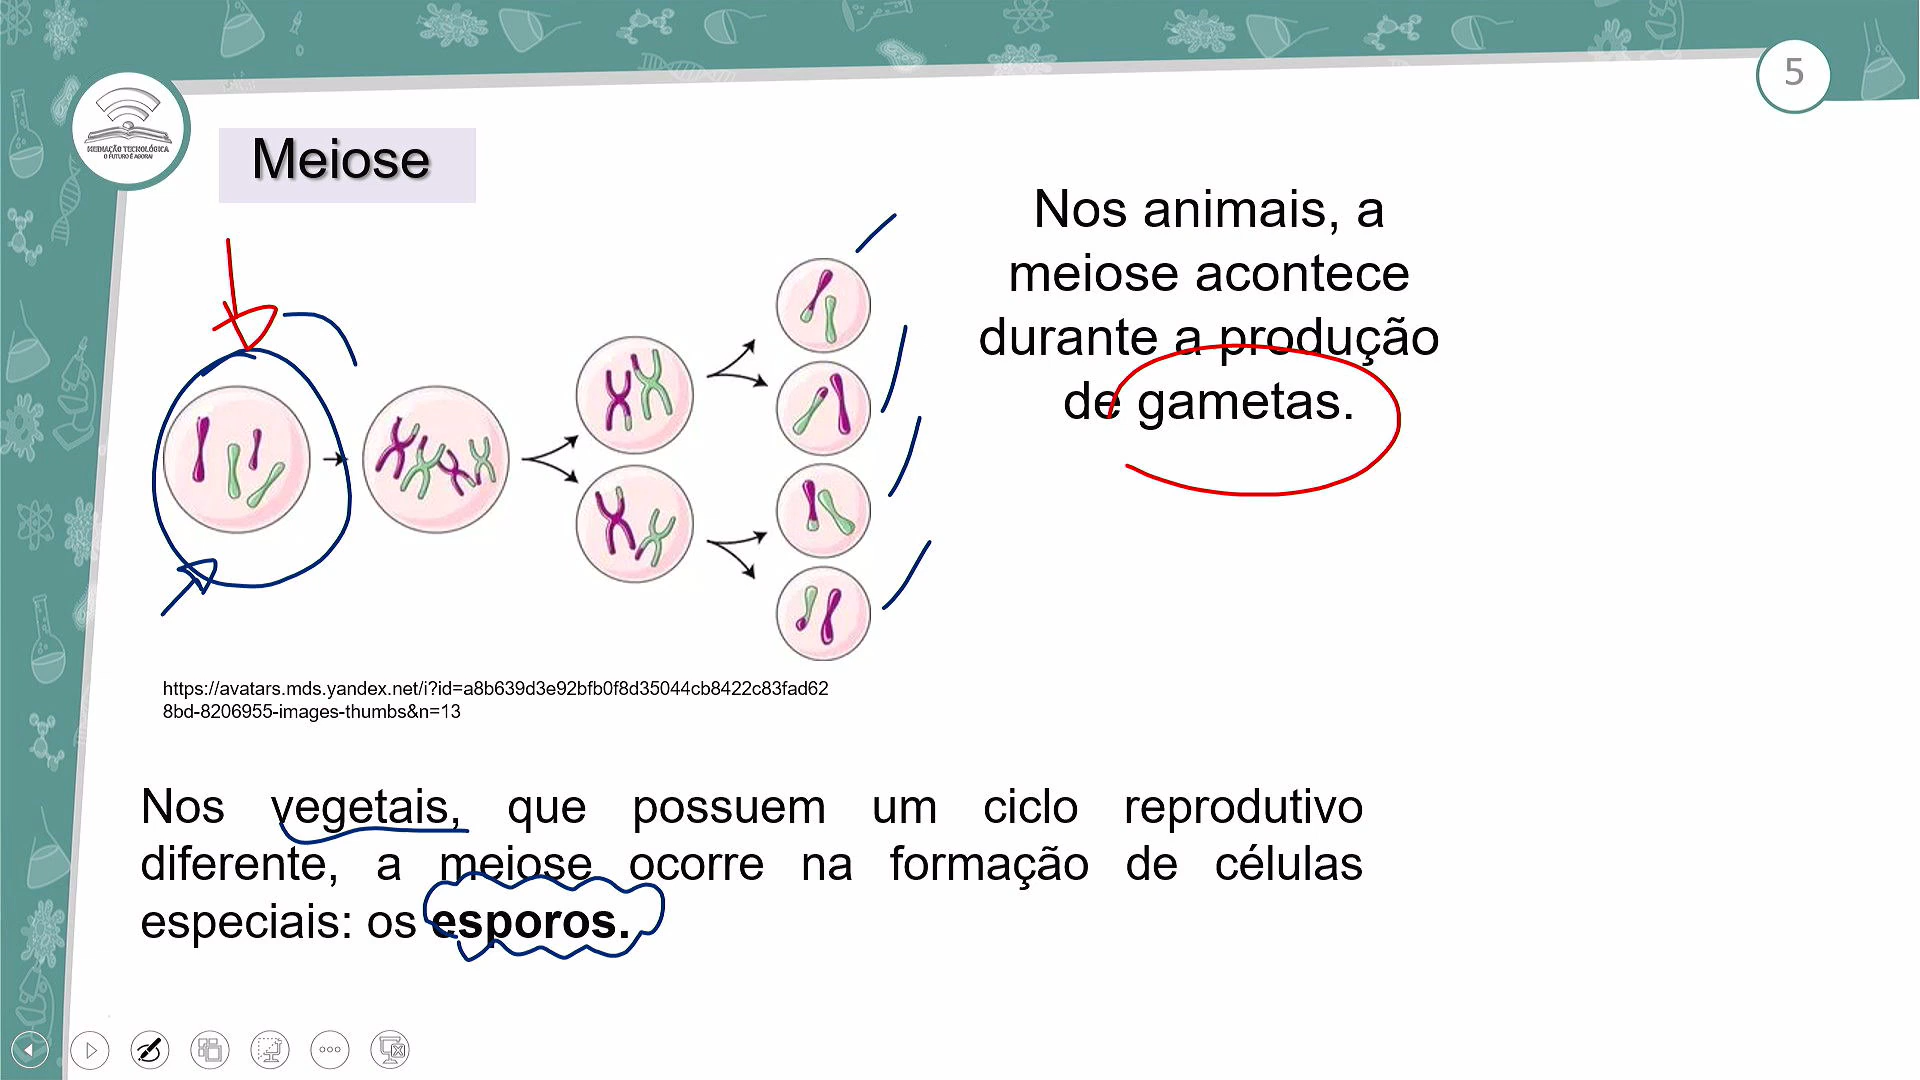 5
MEDIAÇÃO TECNOLÓGICA
O FUTURO É AGORA!
Meiose
Nos animais, a
meiose acontece
durante a produção
de gametas.
https://avatars.mds.yandex.net/i?id=a8b639d3e92bfb0f8d35044cb8422c83fad62
8bd-8206955-images-thumbs&n=13
Nos vegetais, que possuem um ciclo reprodutivo
diferente, a meiose ocorre na formação de células
especiais: os esporos.